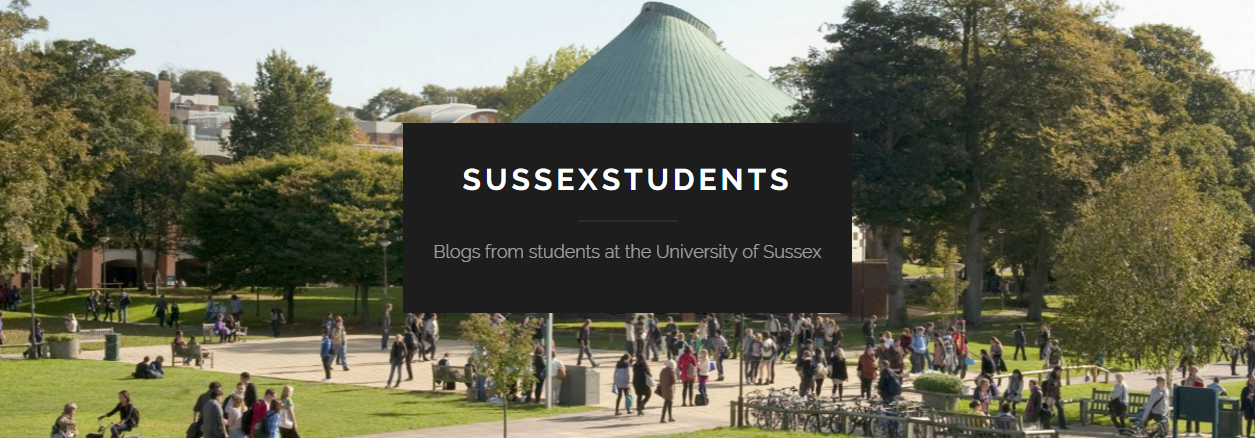 SUSSEXSTUDENTS
Blogs from students at the University of Sussex